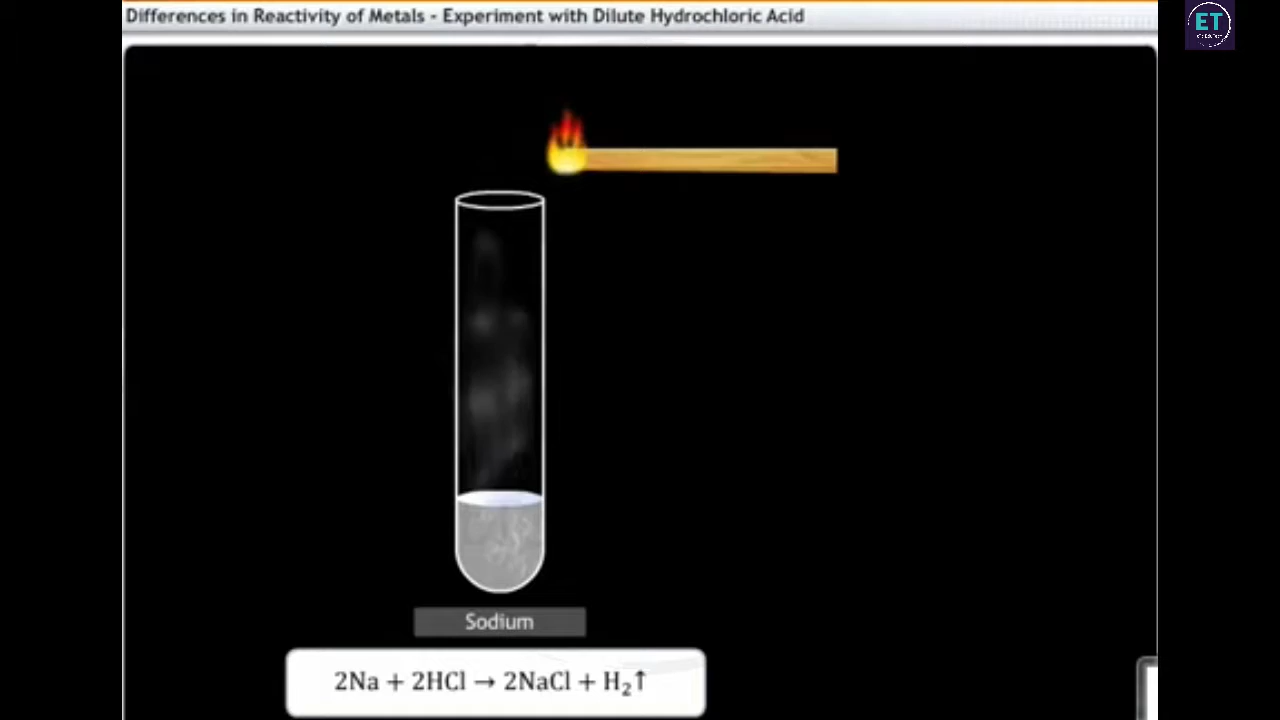 Differences in Reactivity of Metals - Experiment with Dilute Hydrochloric Acid
ET
Sodium
2Na + 2HCl → 2NaCl + H₂↑